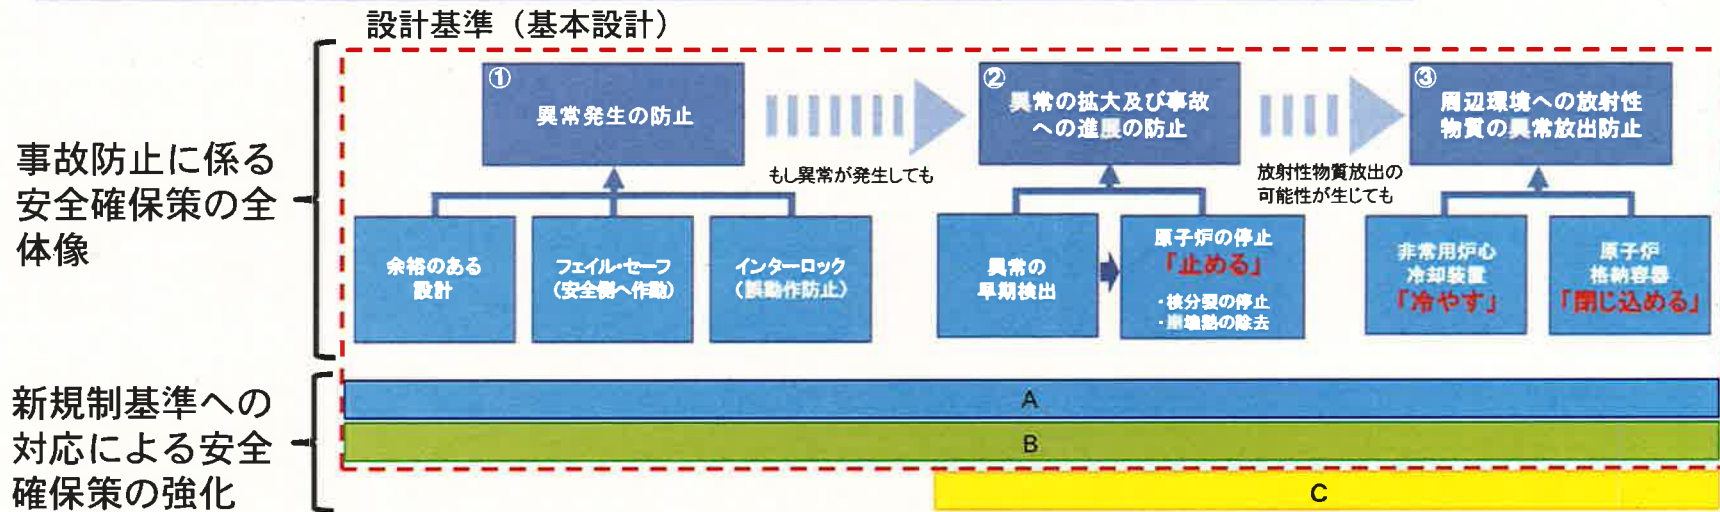 設計基準（基本設計）
事故防止に係る
安全確保策の全
体像
①
異常発生の防止
もし異常が発生しても
②
異常の拡大及び事故
への進展の防止
放射性物質放出の
可能性が生じても
③
周辺環境への放射性
物質の異常放出防止
余裕のある
設計
フェイル・セーフ
（安全側へ作動）
インターロック
（誤動作防止）
異常の
早期検出
原子炉の停止
「止める」
・核分裂の停止
・崩壊熱の除去
非常用炉心
冷却装置
「冷やす」
原子炉
格納容器
「閉じ込める」
新規制基準への
対応による安全
確保策の強化
A
B
C